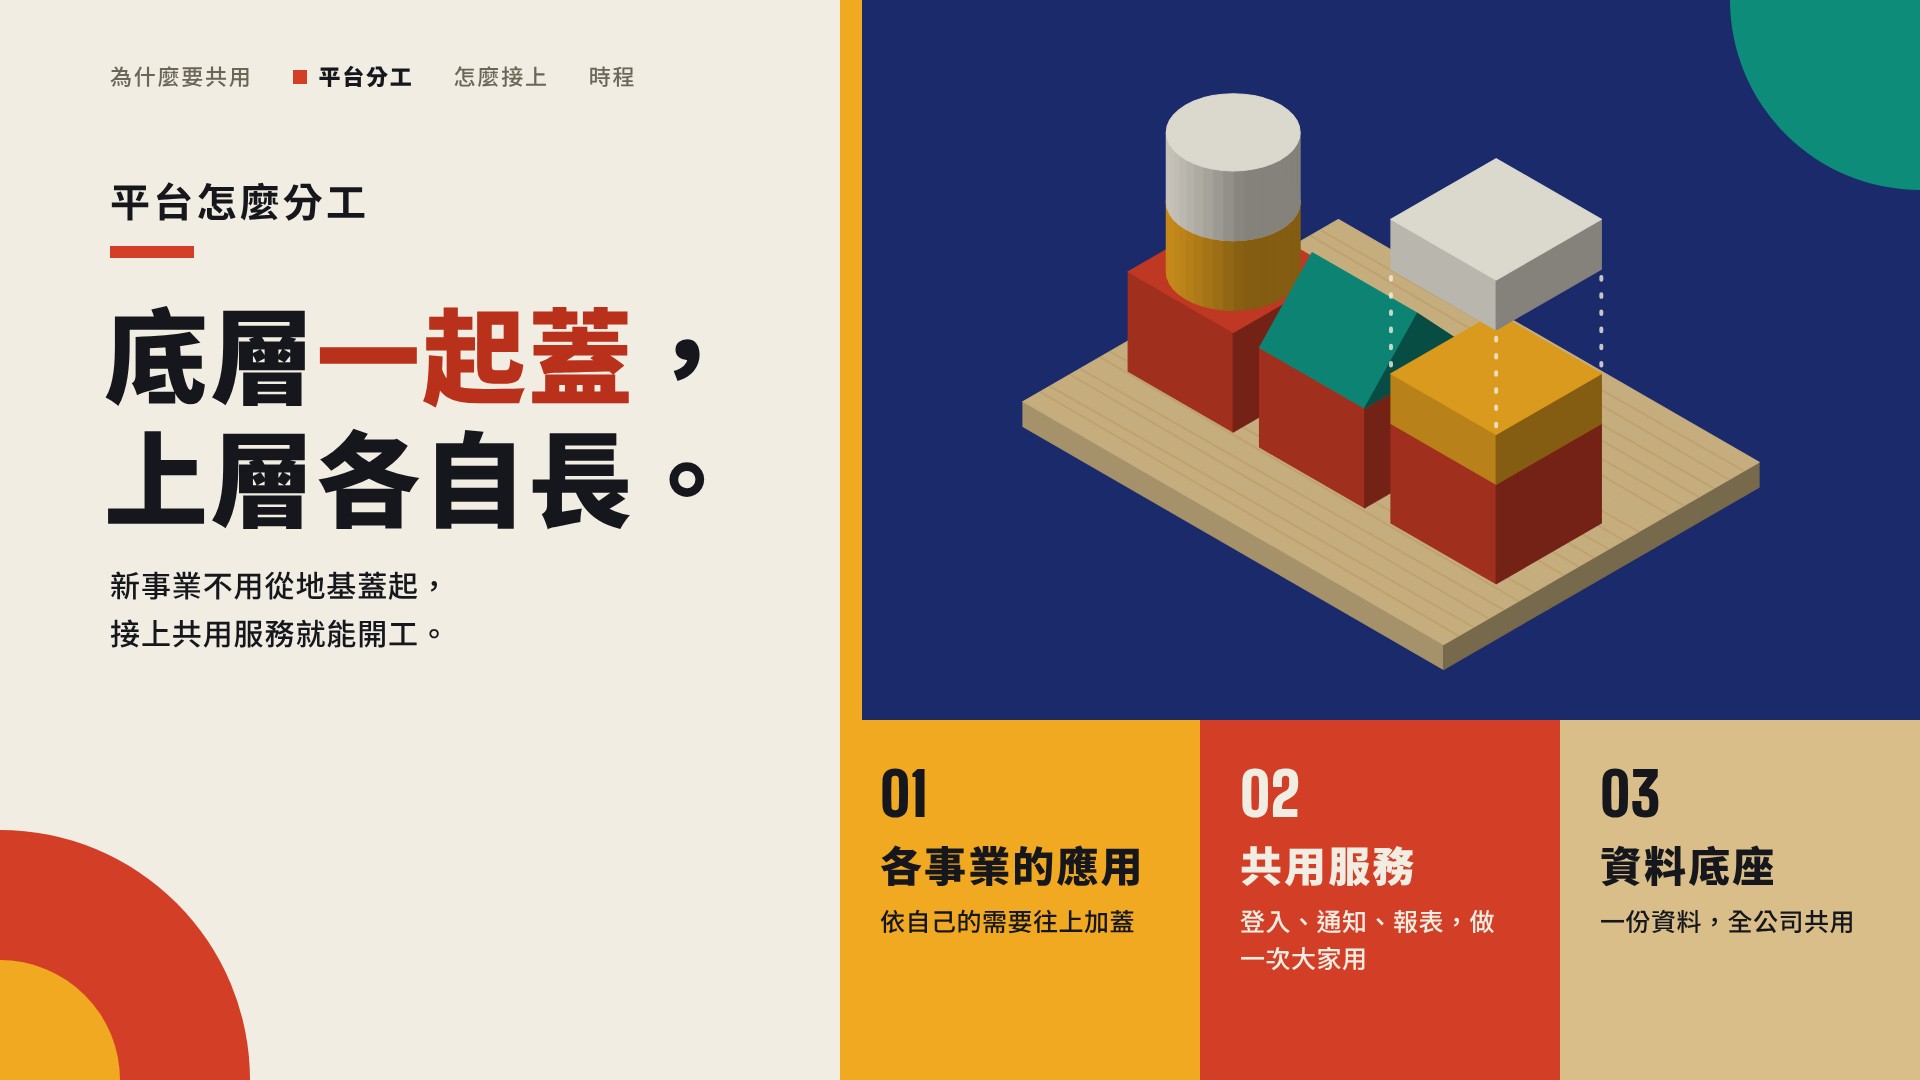 為什麼要共用 平台分工 怎麼接上 時程
平台怎麼分工
底層一起蓋，
上層各自長。
新事業不用從地基蓋起，
接上共用服務就能開工。
01
各事業的應用
依自己的需要往上加蓋
02
共用服務
登入、通知、報表，做
一次大家用
03
資料底座
一份資料，全公司共用